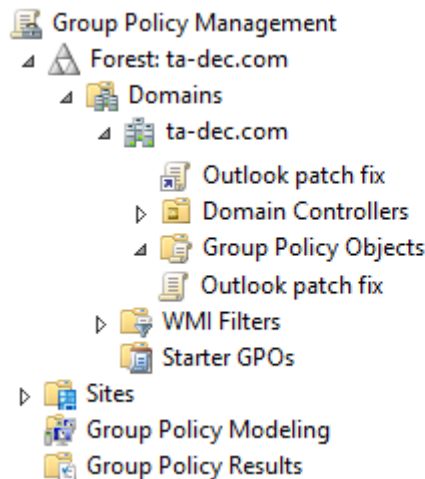 Group Policy Management
Forest: ta-dec.com
Domains
ta-dec.com
Outlook patch fix
Domain Controllers
Group Policy Objects
Outlook patch fix
WMI Filters
Starter GPOs
Sites
Group Policy Modeling
Group Policy Results